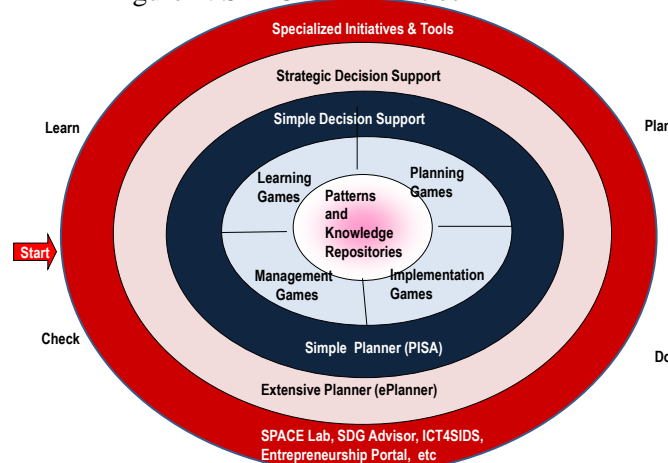 Specialized Initiatives & Tools
Strategic Decision Support
Simple Decision Support
Learn
Plan
Learning
Games
Planning
Games
Patterns
and
Knowledge
Repositories
Start
Management
Games
Implementation
Games
Check
Do
Simple Planner (PISA)
Extensive Planner (ePlanner)
SPACE Lab, SDG Advisor, ICT4SIDS,
Entrepreneurship Portal, etc